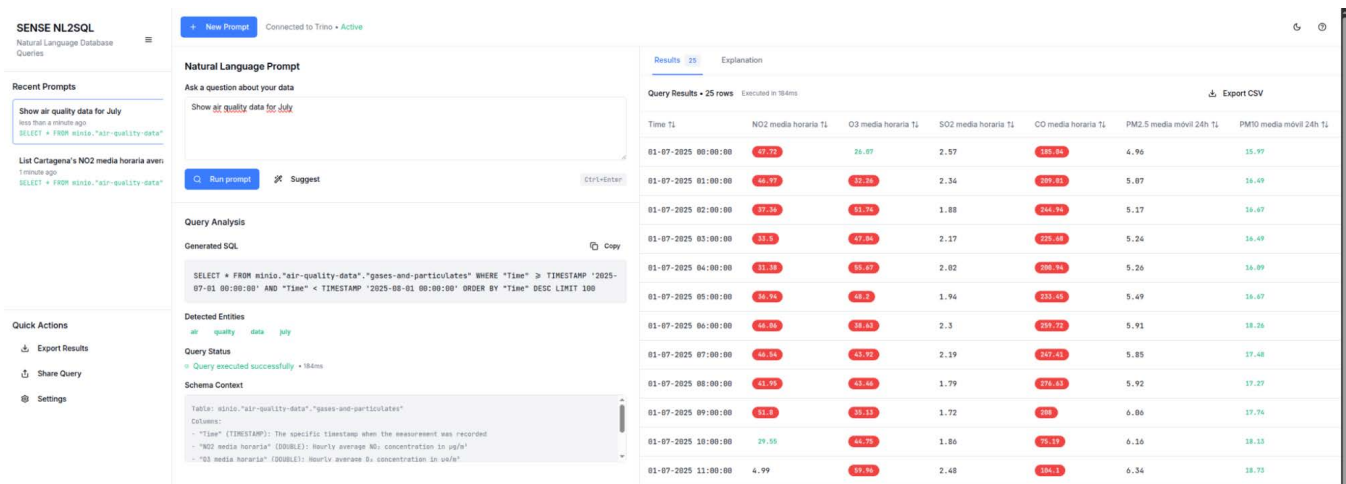 SENSE NL2SQL
Natural Language Database
Queries
Recent Prompts
Show air quality data for July
less than a minute ago
SELECT * FROM minio."air-quality-data"
List Cartagena's NO2 media horaria avera
1 minute ago
SELECT * FROM minio."air-quality-data"
Quick Actions
Export Results
Share Query
Settings
+ New Prompt
Connected to Trino • Active
Natural Language Prompt
Ask a question about your data
Show air quality data for July
Run prompt
Suggest
Ctrl+Enter
Query Analysis
Generated SQL
Copy
SELECT * FROM minio."air-quality-data"."gases-and-particulates" WHERE "Time" ≥ TIMESTAMP '2025-
07-01 00:00:00' AND "Time" < TIMESTAMP '2025-08-01 00:00:00' ORDER BY "Time" DESC LIMIT 100
Detected Entities
air quality data july
Query Status
Query executed successfully • 184ms
Schema Context
Table: minio."air-quality-data"."gases-and-particulates"
Columns:
- "Time" (TIMESTAMP): The specific timestamp when the measurement was recorded
- "NO2 media horaria" (DOUBLE): Hourly average NO₂ concentration in µg/m³
- "O3 media horaria" (DOUBLE): Hourly average O₃ concentration in µg/m³
Results 25
Explanation
Query Results • 25 rows Executed in 184ms
Export CSV
Time ↑↓ NO2 media horaria ↑↓ O3 media horaria ↑↓ SO2 media horaria ↑↓ CO media horaria ↑↓ PM2.5 media móvil 24h ↑↓ PM10 media móvil 24h ↑↓
01-07-2025 00:00:00 47.72 26.07 2.57 185.04 4.96 15.97
01-07-2025 01:00:00 46.97 32.26 2.34 209.01 5.07 16.49
01-07-2025 02:00:00 37.36 51.74 1.88 244.94 5.17 16.67
01-07-2025 03:00:00 33.5 47.84 2.17 225.68 5.24 16.49
01-07-2025 04:00:00 31.38 55.67 2.02 208.94 5.26 16.09
01-07-2025 05:00:00 36.94 48.2 1.94 233.45 5.49 16.67
01-07-2025 06:00:00 46.06 38.63 2.3 259.72 5.91 18.26
01-07-2025 07:00:00 46.54 43.92 2.19 247.41 5.85 17.48
01-07-2025 08:00:00 41.95 43.46 1.79 276.63 5.92 17.27
01-07-2025 09:00:00 51.8 35.13 1.72 208 6.06 17.74
01-07-2025 10:00:00 29.55 44.75 1.86 75.19 6.16 18.13
01-07-2025 11:00:00 4.99 59.96 2.48 104.1 6.34 18.73